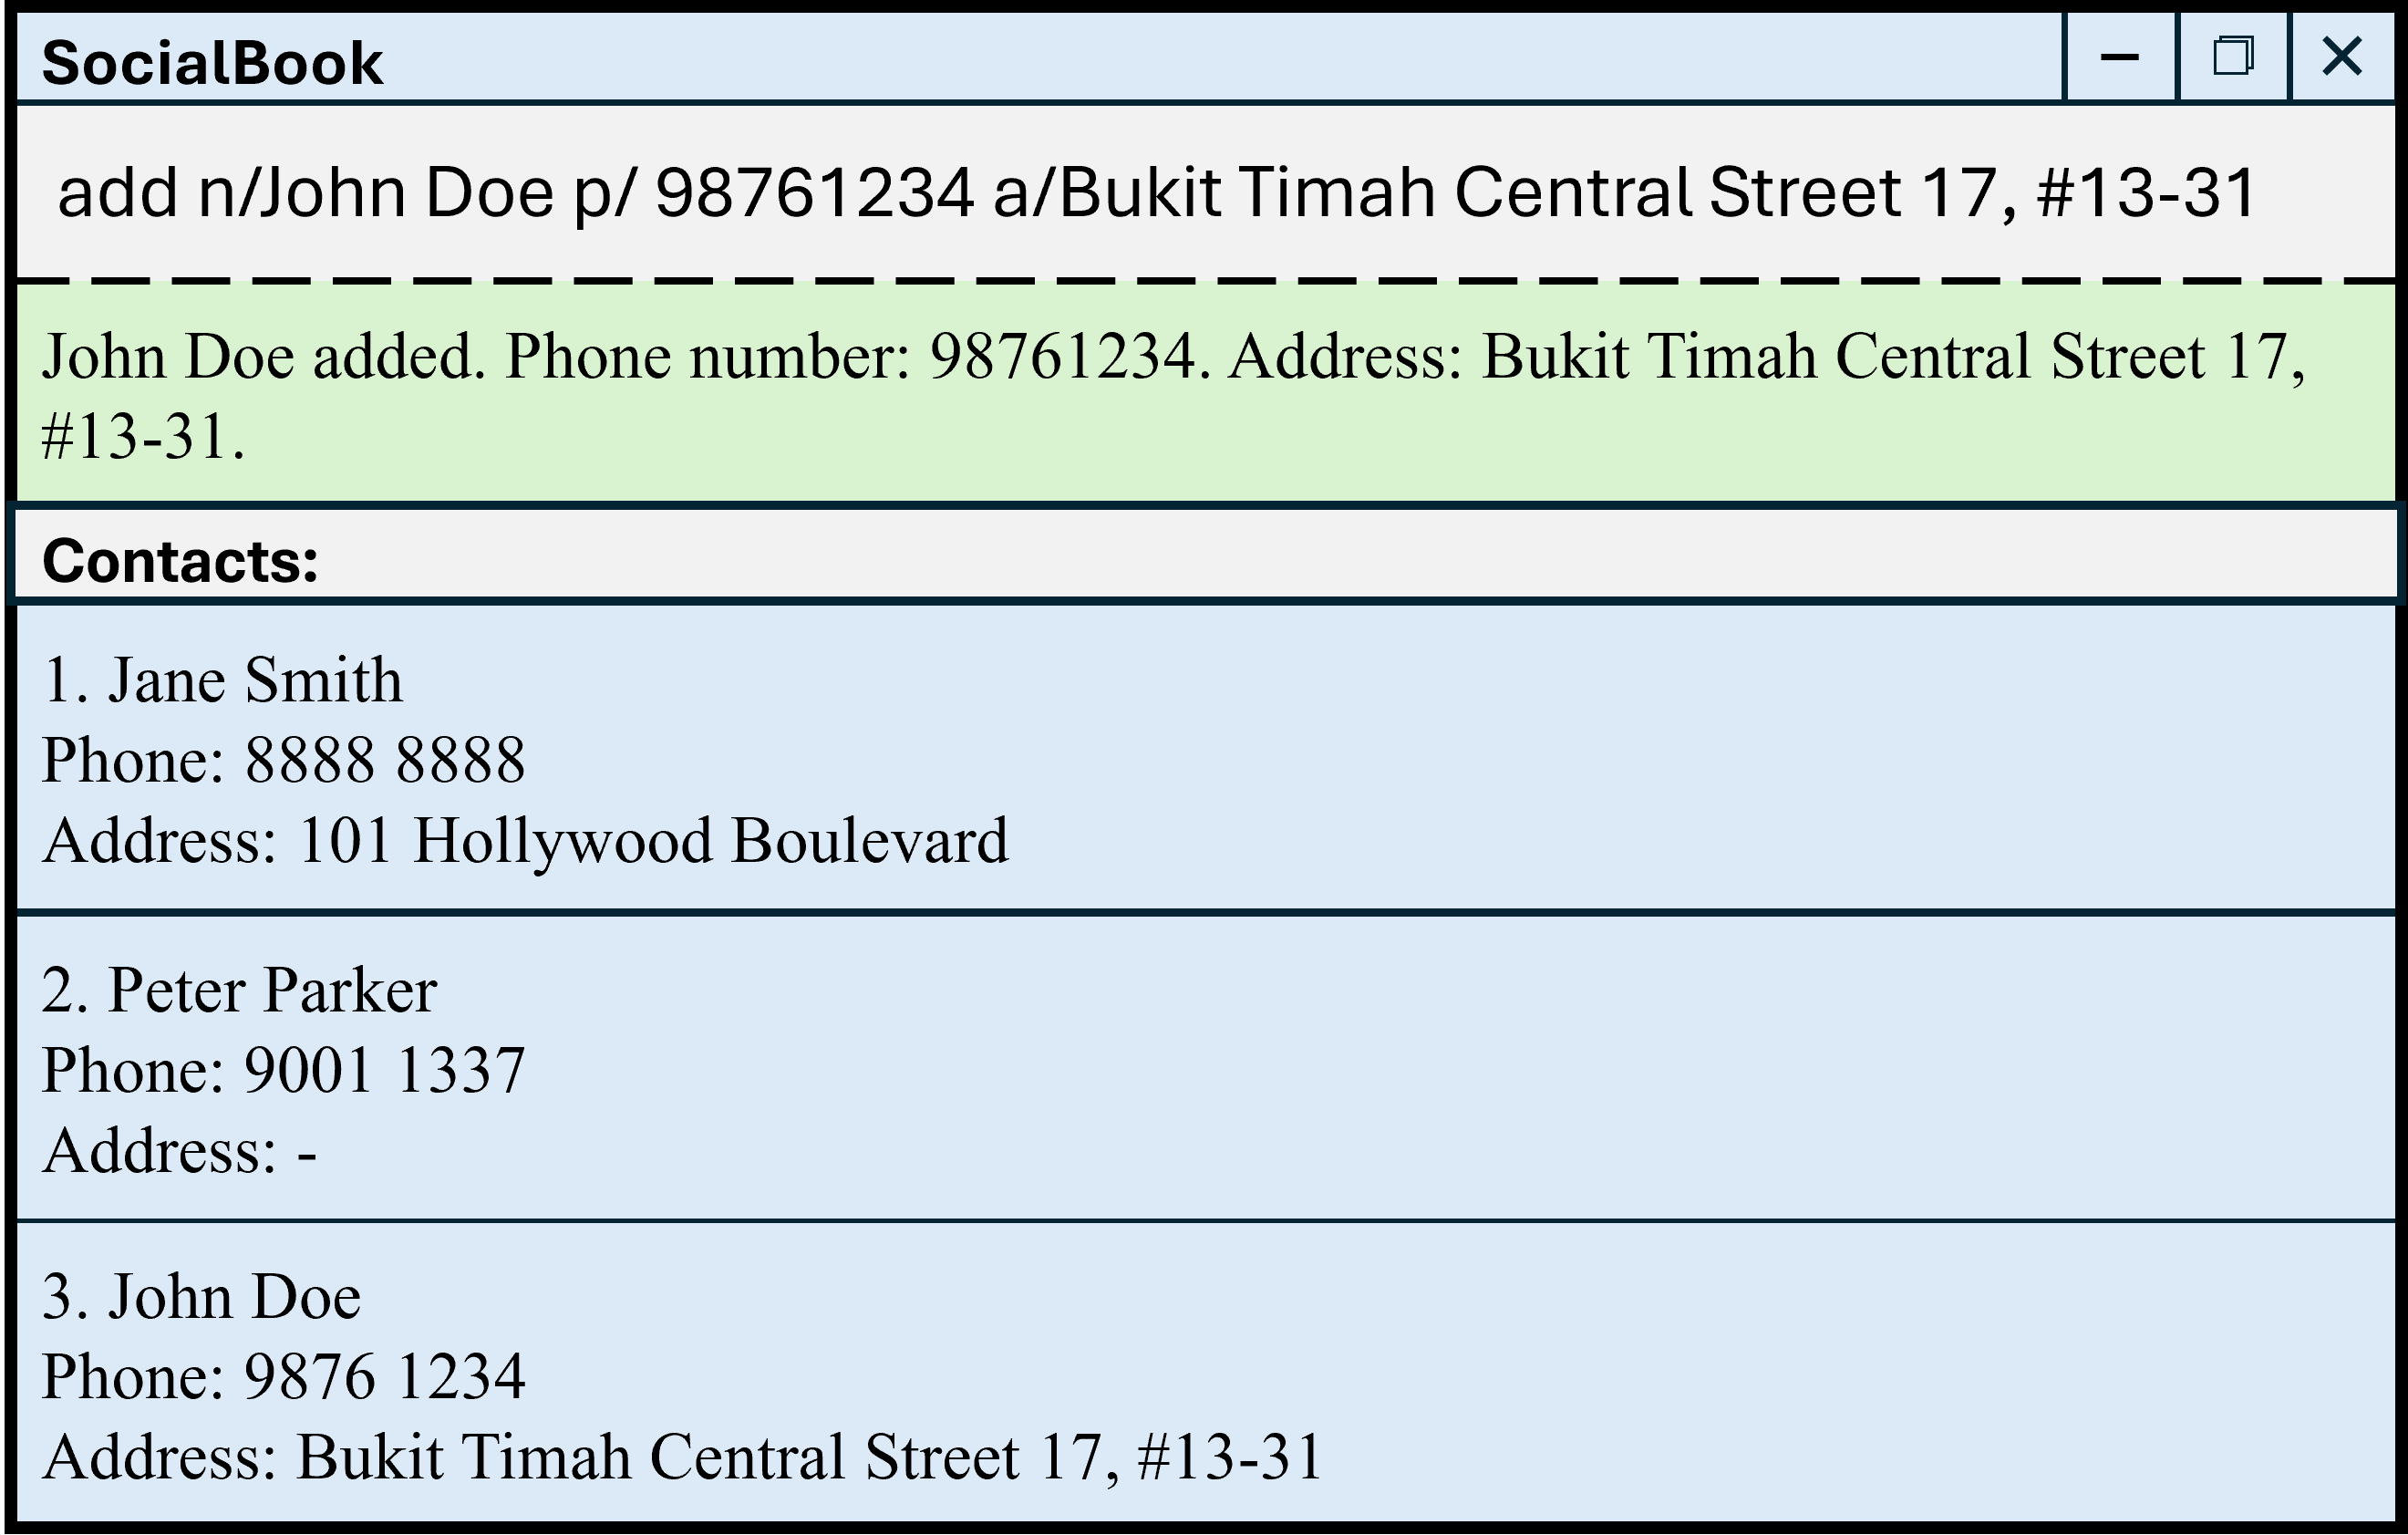 SocialBook
add n/John Doe p/ 98761234 a/Bukit Timah Central Street 17, #13-31
John Doe added. Phone number: 98761234. Address: Bukit Timah Central Street 17,
#13-31.
Contacts:
1. Jane Smith
Phone: 8888 8888
Address: 101 Hollywood Boulevard
2. Peter Parker
Phone: 9001 1337
Address: -
3. John Doe
Phone: 9876 1234
Address: Bukit Timah Central Street 17, #13-31